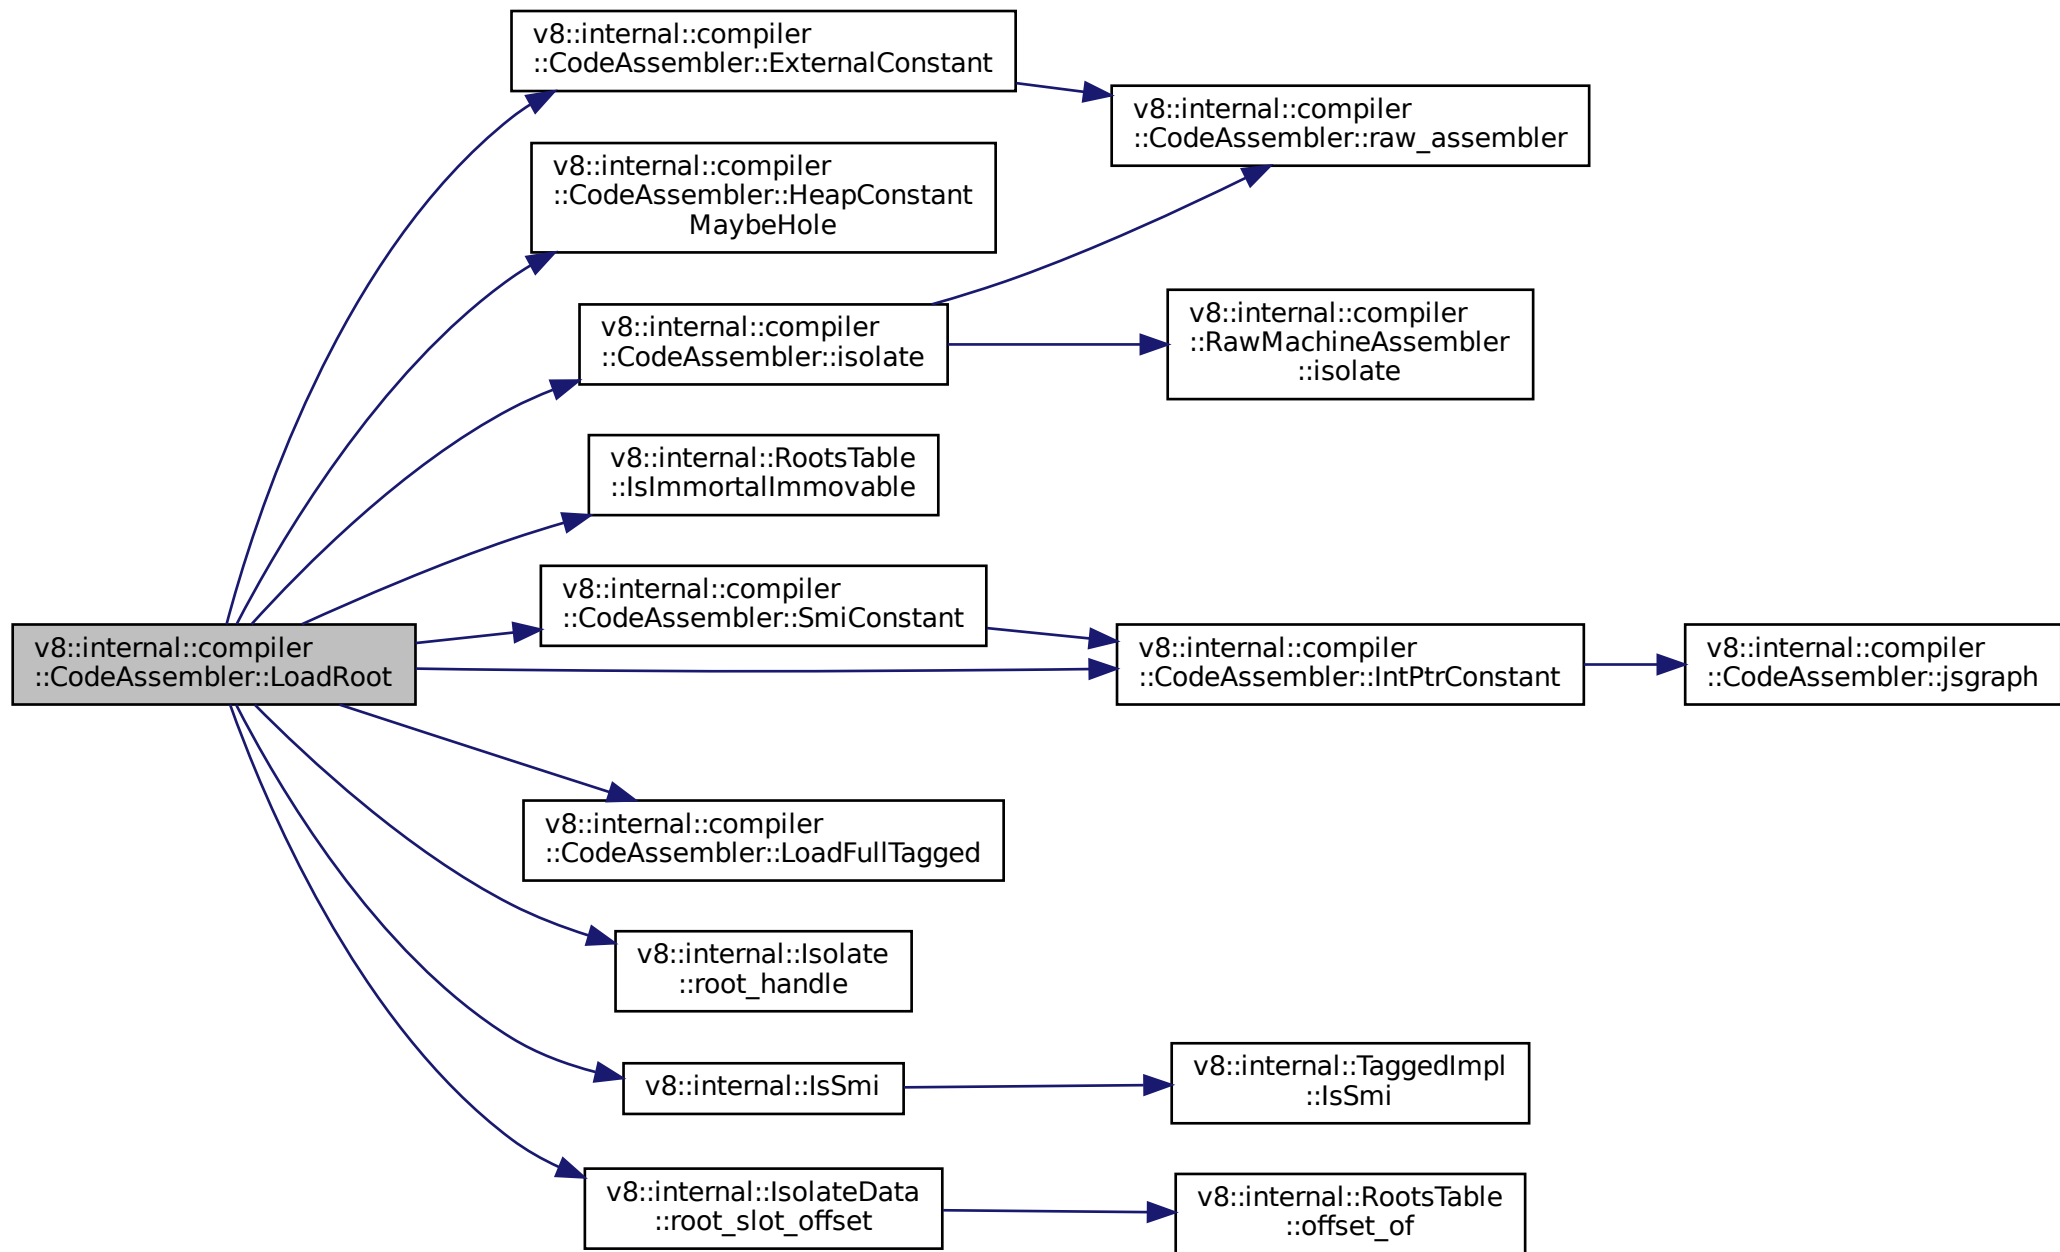 v8::internal::compiler
::CodeAssembler::ExternalConstant
v8::internal::compiler
::CodeAssembler::raw_assembler
v8::internal::compiler
::CodeAssembler::HeapConstant
MaybeHole
v8::internal::compiler
::CodeAssembler::isolate
v8::internal::compiler
::RawMachineAssembler
::isolate
v8::internal::RootsTable
::IsImmortalImmovable
v8::internal::compiler
::CodeAssembler::SmiConstant
v8::internal::compiler
::CodeAssembler::LoadRoot
v8::internal::compiler
::CodeAssembler::IntPtrConstant
v8::internal::compiler
::CodeAssembler::jsgraph
v8::internal::compiler
::CodeAssembler::LoadFullTagged
v8::internal::Isolate
::root_handle
v8::internal::IsSmi
v8::internal::TaggedImpl
::IsSmi
v8::internal::IsolateData
::root_slot_offset
v8::internal::RootsTable
::offset_of